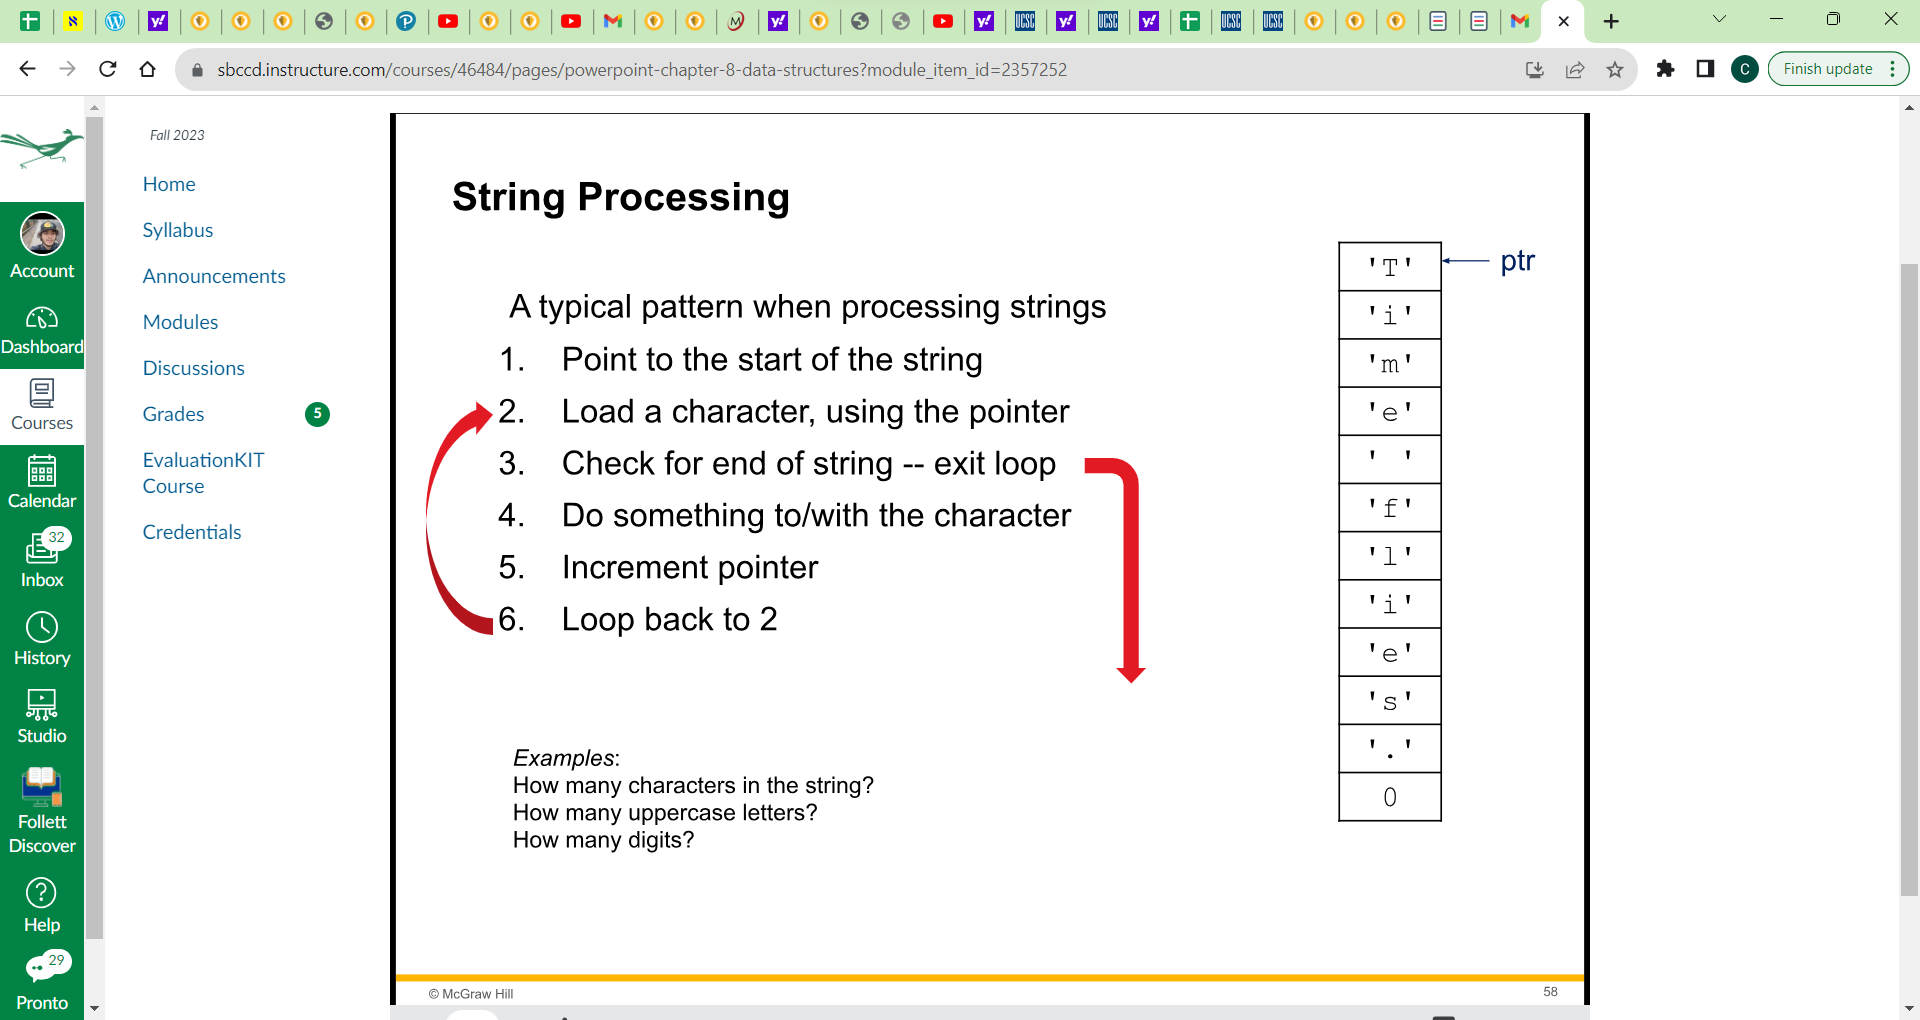 sbccd.instructure.com/courses/46484/pages/powerpoint-chapter-8-data-structures?module_item_id=2357252
C
Finish update
Account
Dashboard
Courses
Calendar
32
Inbox
History
Studio
Follett
Discover
Help
29
Pronto
Fall 2023
Home
Syllabus
Announcements
Modules
Discussions
Grades
5
EvaluationKIT
Course
Credentials
String Processing
A typical pattern when processing strings
1. Point to the start of the string
2. Load a character, using the pointer
3. Check for end of string -- exit loop
4. Do something to/with the character
5. Increment pointer
6. Loop back to 2
Examples:
How many characters in the string?
How many uppercase letters?
How many digits?
'T'
ptr
'i'
'm'
'e'
' '
'f'
'l'
'i'
'e'
's'
'.'
0
© McGraw Hill
58